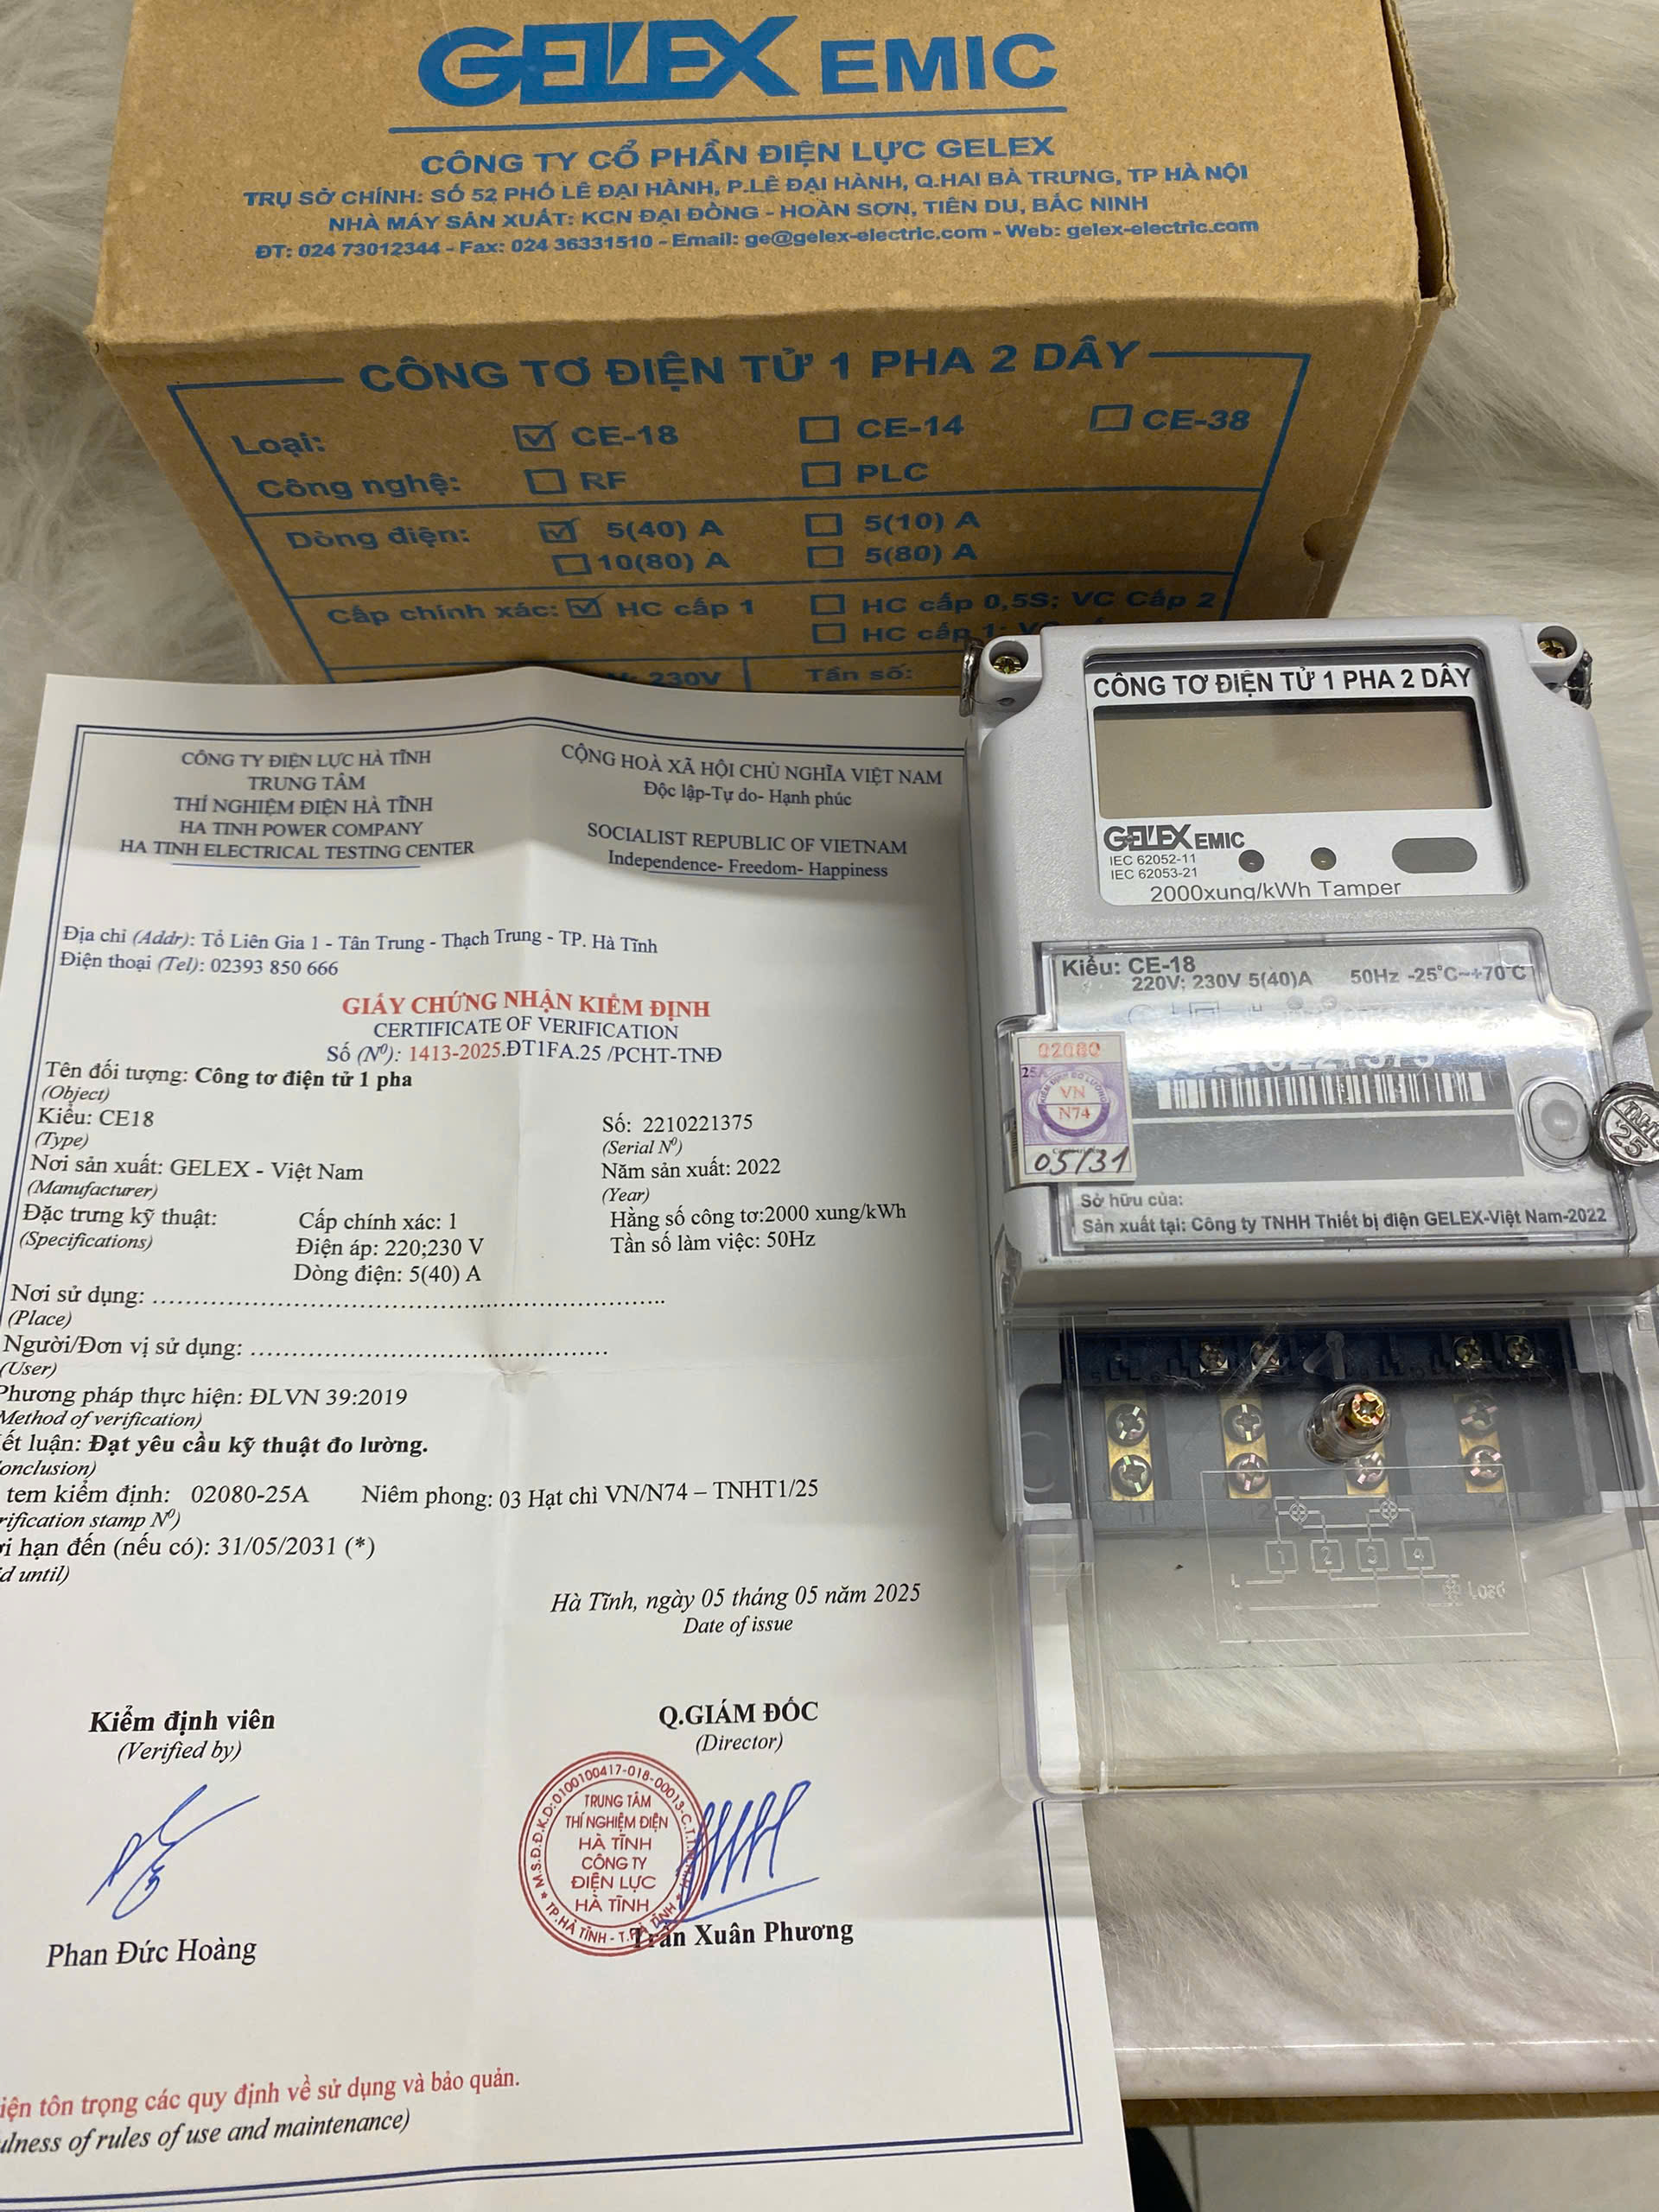 GELEX EMIC
CÔNG TY CỔ PHẦN ĐIỆN LỰC GELEX
TRỤ SỞ CHÍNH: SỐ 52 PHỐ LÊ ĐẠI HÀNH, P.LÊ ĐẠI HÀNH, Q.HAI BÀ TRƯNG, TP HÀ NỘI
NHÀ MÁY SẢN XUẤT: KCN ĐẠI ĐỒNG - HOÀN SƠN, TIÊN DU, BẮC NINH
ĐT: 024 73012344 - Fax: 024 36331510 - Email: ge@gelex-electric.com - Web: gelex-electric.com
CÔNG TƠ ĐIỆN TỬ 1 PHA 2 DÂY
Loại: CE-18 CE-14 CE-38
Công nghệ: RF PLC
Dòng điện: 5(40) A 5(10) A
10(80) A 5(80) A
Cấp chính xác: HC cấp 1 HC cấp 0,5S; VC Cấp 2
HC cấp 1;
230V Tần số:
CÔNG TY ĐIỆN LỰC HÀ TĨNH
TRUNG TÂM
THÍ NGHIỆM ĐIỆN HÀ TĨNH
HA TINH POWER COMPANY
HA TINH ELECTRICAL TESTING CENTER
CỘNG HOÀ XÃ HỘI CHỦ NGHĨA VIỆT NAM
Độc lập-Tự do- Hạnh phúc
SOCIALIST REPUBLIC OF VIETNAM
Independence- Freedom- Happiness
Địa chỉ (Addr): Tổ Liên Gia 1 - Tân Trung - Thạch Trung - TP. Hà Tĩnh
Điện thoại (Tel): 02393 850 666
GIẤY CHỨNG NHẬN KIỂM ĐỊNH
CERTIFICATE OF VERIFICATION
Số (Nº): 1413-2025.ĐT1FA.25 /PCHT-TNĐ
Tên đối tượng: Công tơ điện tử 1 pha
(Object)
Kiểu: CE18 Số: 2210221375
(Type) (Serial Nº)
Nơi sản xuất: GELEX - Việt Nam Năm sản xuất: 2022
(Manufacturer) (Year)
Đặc trưng kỹ thuật: Cấp chính xác: 1 Hằng số công tơ:2000 xung/kWh
(Specifications) Điện áp: 220;230 V Tần số làm việc: 50Hz
Dòng điện: 5(40) A
Nơi sử dụng: ........................................
(Place)
Người/Đơn vị sử dụng: ........................................
(User)
Phương pháp thực hiện: ĐLVN 39:2019
Method of verification)
ết luận: Đạt yêu cầu kỹ thuật đo lường.
onclusion)
tem kiểm định: 02080-25A Niêm phong: 03 Hạt chì VN/N74 – TNHT1/25
rification stamp Nº)
i hạn đến (nếu có): 31/05/2031 (*)
d until)
Hà Tĩnh, ngày 05 tháng 05 năm 2025
Date of issue
Kiểm định viên
(Verified by)
Q.GIÁM ĐỐC
(Director)
M.S.D.Đ.K.D:0100100417-018-00013-C.T.T
TRUNG TÂM
THÍ NGHIỆM ĐIỆN
HÀ TĨNH
CÔNG TY
ĐIỆN LỰC
HÀ TĨNH
TP.HÀ TĨNH - T.HÀ TĨNH
Phan Đức Hoàng
Trần Xuân Phương
iện tôn trọng các quy định về sử dụng và bảo quản.
ulness of rules of use and maintenance)
CÔNG TƠ ĐIỆN TỬ 1 PHA 2 DÂY
GELEX EMIC
IEC 62052-11
IEC 62053-21
2000xung/kWh Tamper
Kiểu: CE-18
220V; 230V 5(40)A 50Hz -25°C~+70°C
02080
VN
N74
05/31
25
Sở hữu của:
Sản xuất tại: Công ty TNHH Thiết bị điện GELEX-Việt Nam-2022
1 2 3 4
Load